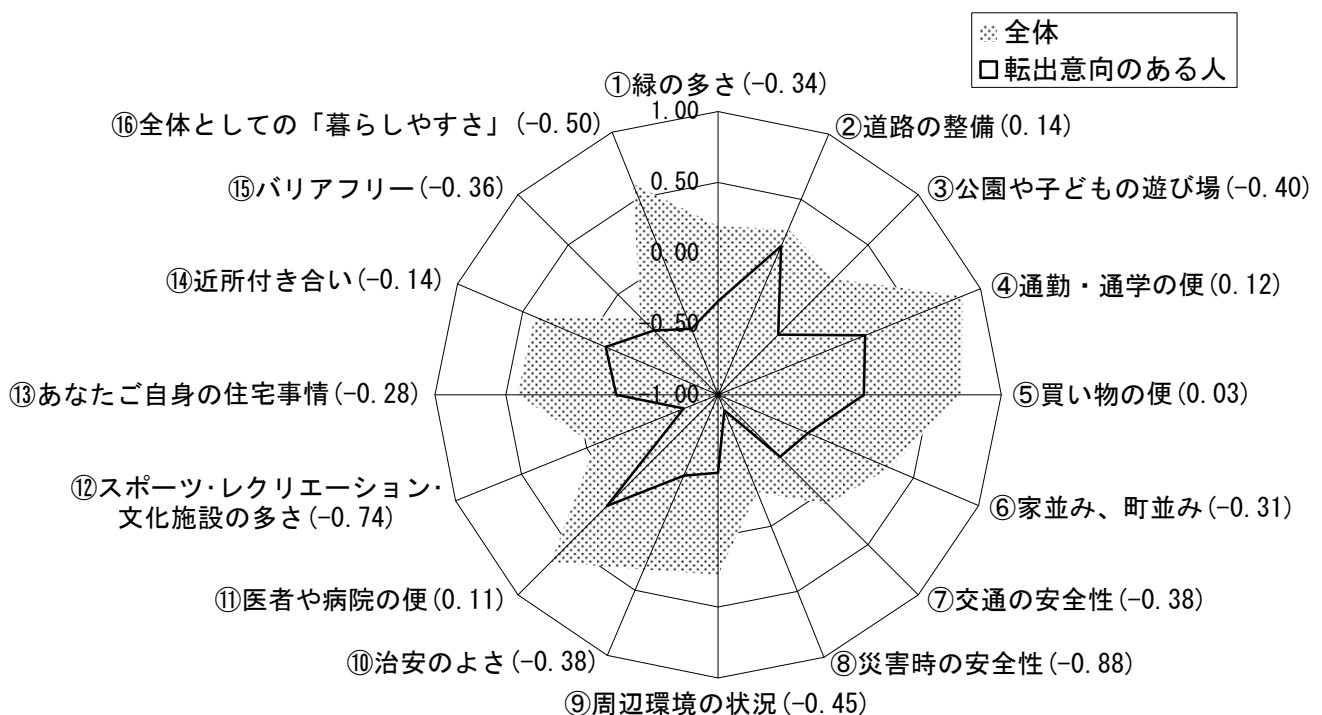 全体
転出意向のある人
①緑の多さ(-0.34)
②道路の整備(0.14)
③公園や子どもの遊び場(-0.40)
④通勤・通学の便(0.12)
⑤買い物の便(0.03)
⑥家並み、町並み(-0.31)
⑦交通の安全性(-0.38)
⑧災害時の安全性(-0.88)
⑨周辺環境の状況(-0.45)
⑩治安のよさ(-0.38)
⑪医者や病院の便(0.11)
⑫スポーツ・レクリエーション・
文化施設の多さ(-0.74)
⑬あなたご自身の住宅事情(-0.28)
⑭近所付き合い(-0.14)
⑮バリアフリー(-0.36)
⑯全体としての「暮らしやすさ」(-0.50)
1.00
0.50
0.00
-0.50
-1.00